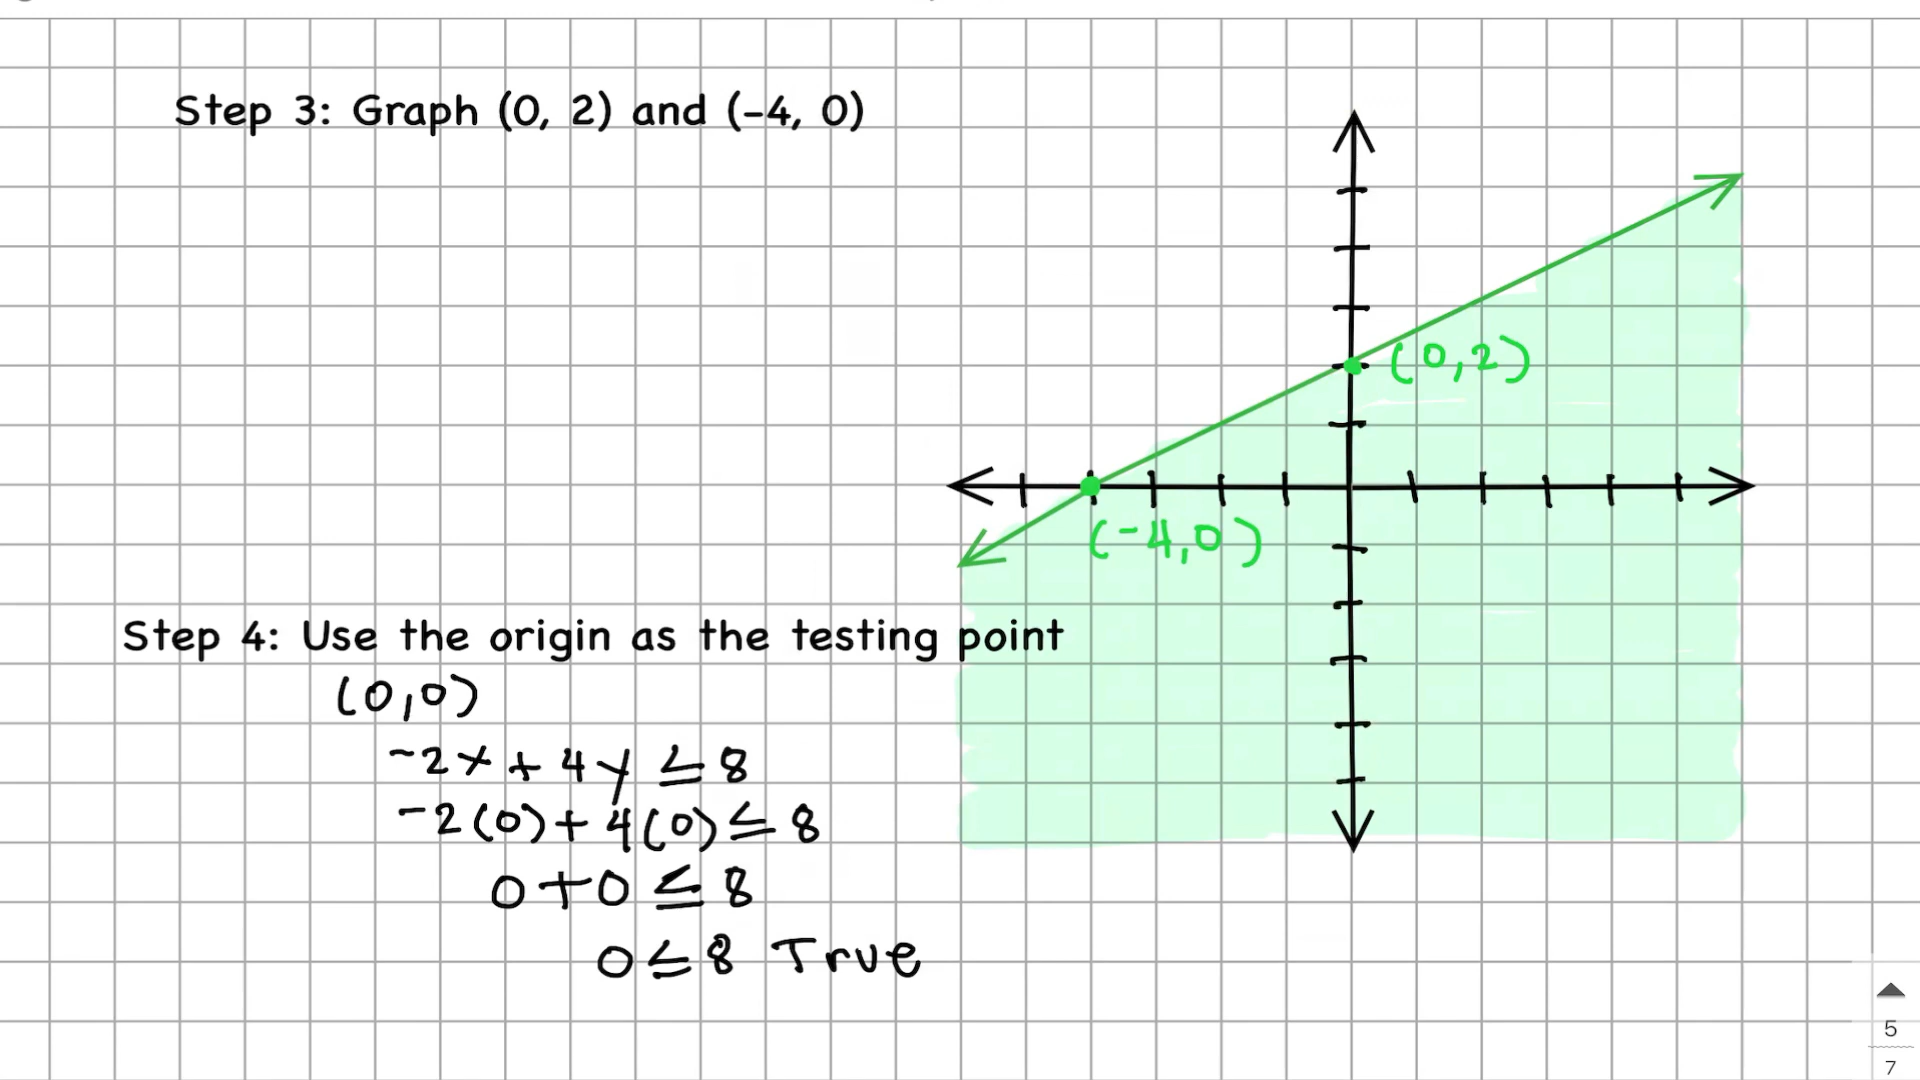 Step 3: Graph (0, 2) and (-4, 0)
(0,2)
(-4,0)
Step 4: Use the origin as the testing point
(0,0)
-2x + 4y ≤ 8
-2(0) + 4(0) ≤ 8
0 + 0 ≤ 8
0 ≤ 8 True
5
7